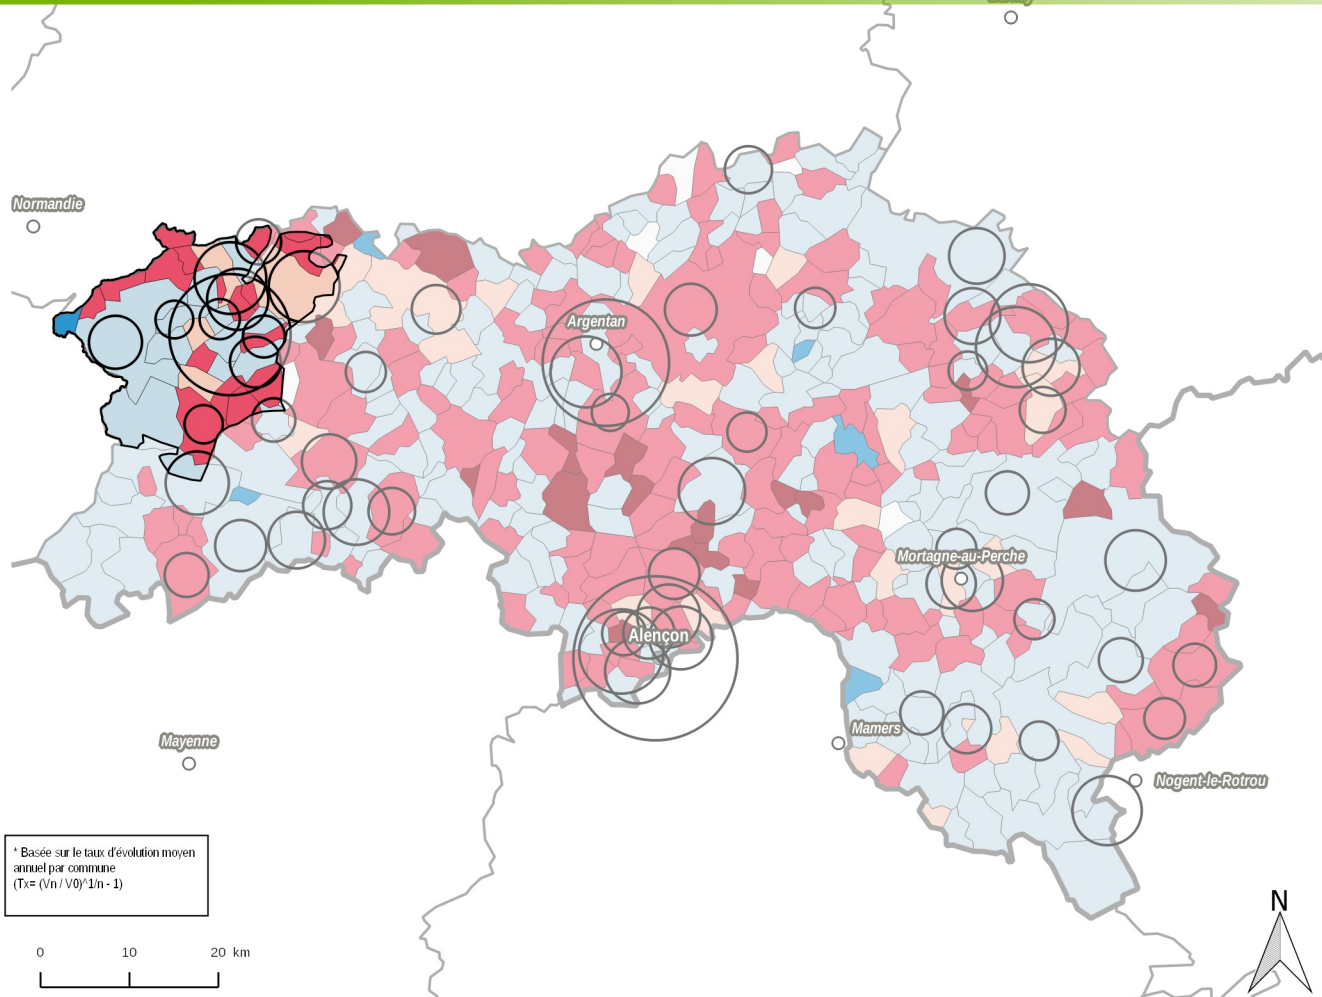 Normandie
Argentan
Mortagne-au-Perche
Alençon
Mamers
Mayenne
Nogent-le-Rotrou
* Basée sur le taux d'évolution moyen
annuel par commune
(Tx= (Vn / V0)^1/n - 1)
0 10 20 km
N